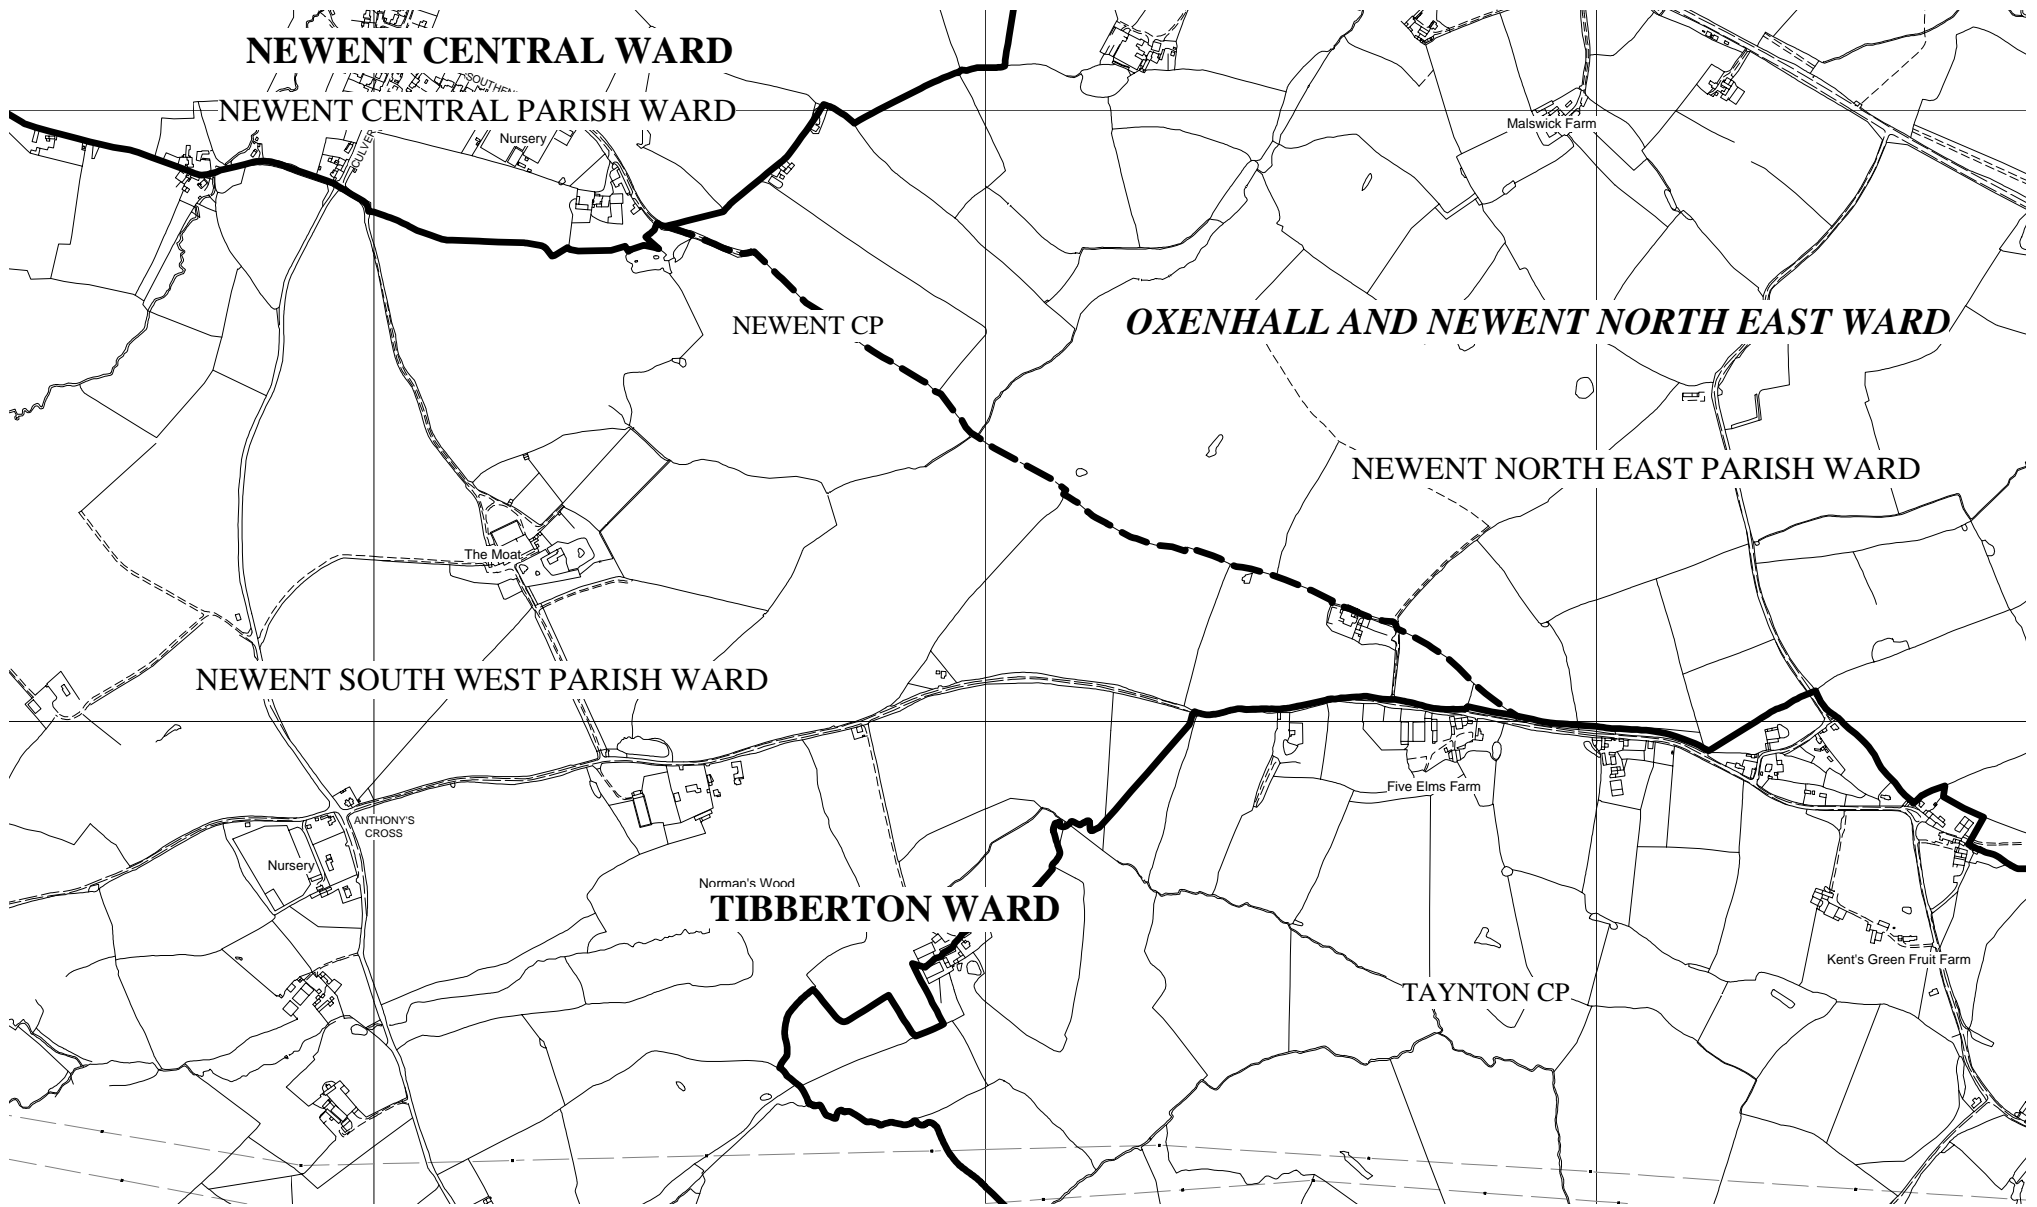 NEWENT CENTRAL WARD
NEWENT CENTRAL PARISH WARD
Nursery
CULVER
Malswick Farm
NEWENT CP
OXENHALL AND NEWENT NORTH EAST WARD
NEWENT NORTH EAST PARISH WARD
The Moat
NEWENT SOUTH WEST PARISH WARD
Five Elms Farm
ANTHONY'S
CROSS
Nursery
Norman's Wood
TIBBERTON WARD
Kent's Green Fruit Farm
TAYNTON CP